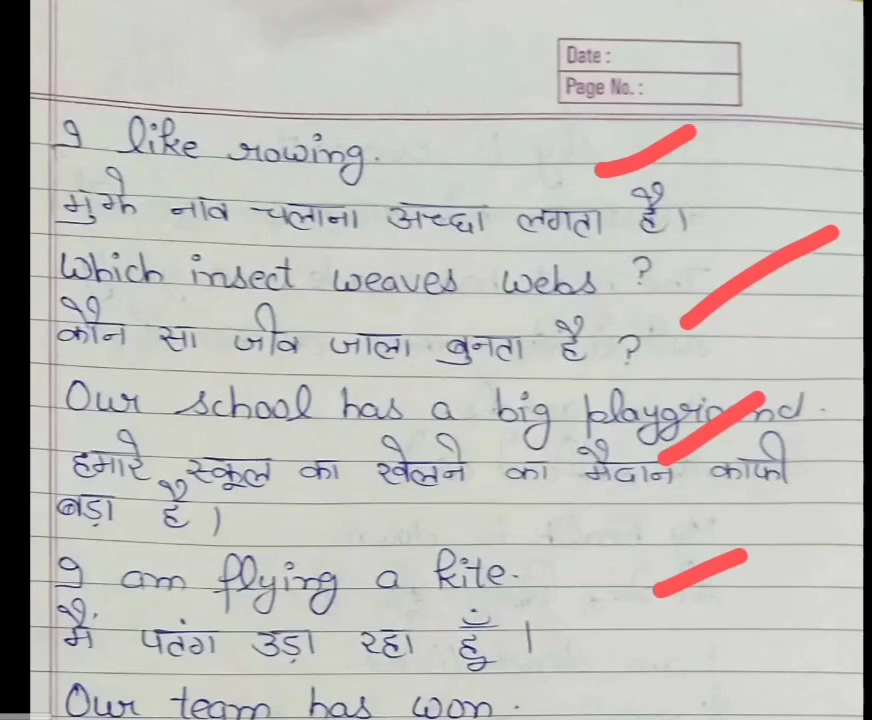 Date :
Page No. :
I like rowing.
मुझे नाव चलाना अच्छा लगता है।
Which insect weaves webs ?
कौन सा जीव जाला बुनता है ?
Our school has a big playground.
हमारे स्कूल का खेलने का मैदान काफी
बड़ा है।
I am flying a kite.
मैं पतंग उड़ा रहा हूँ।
Our team has won.